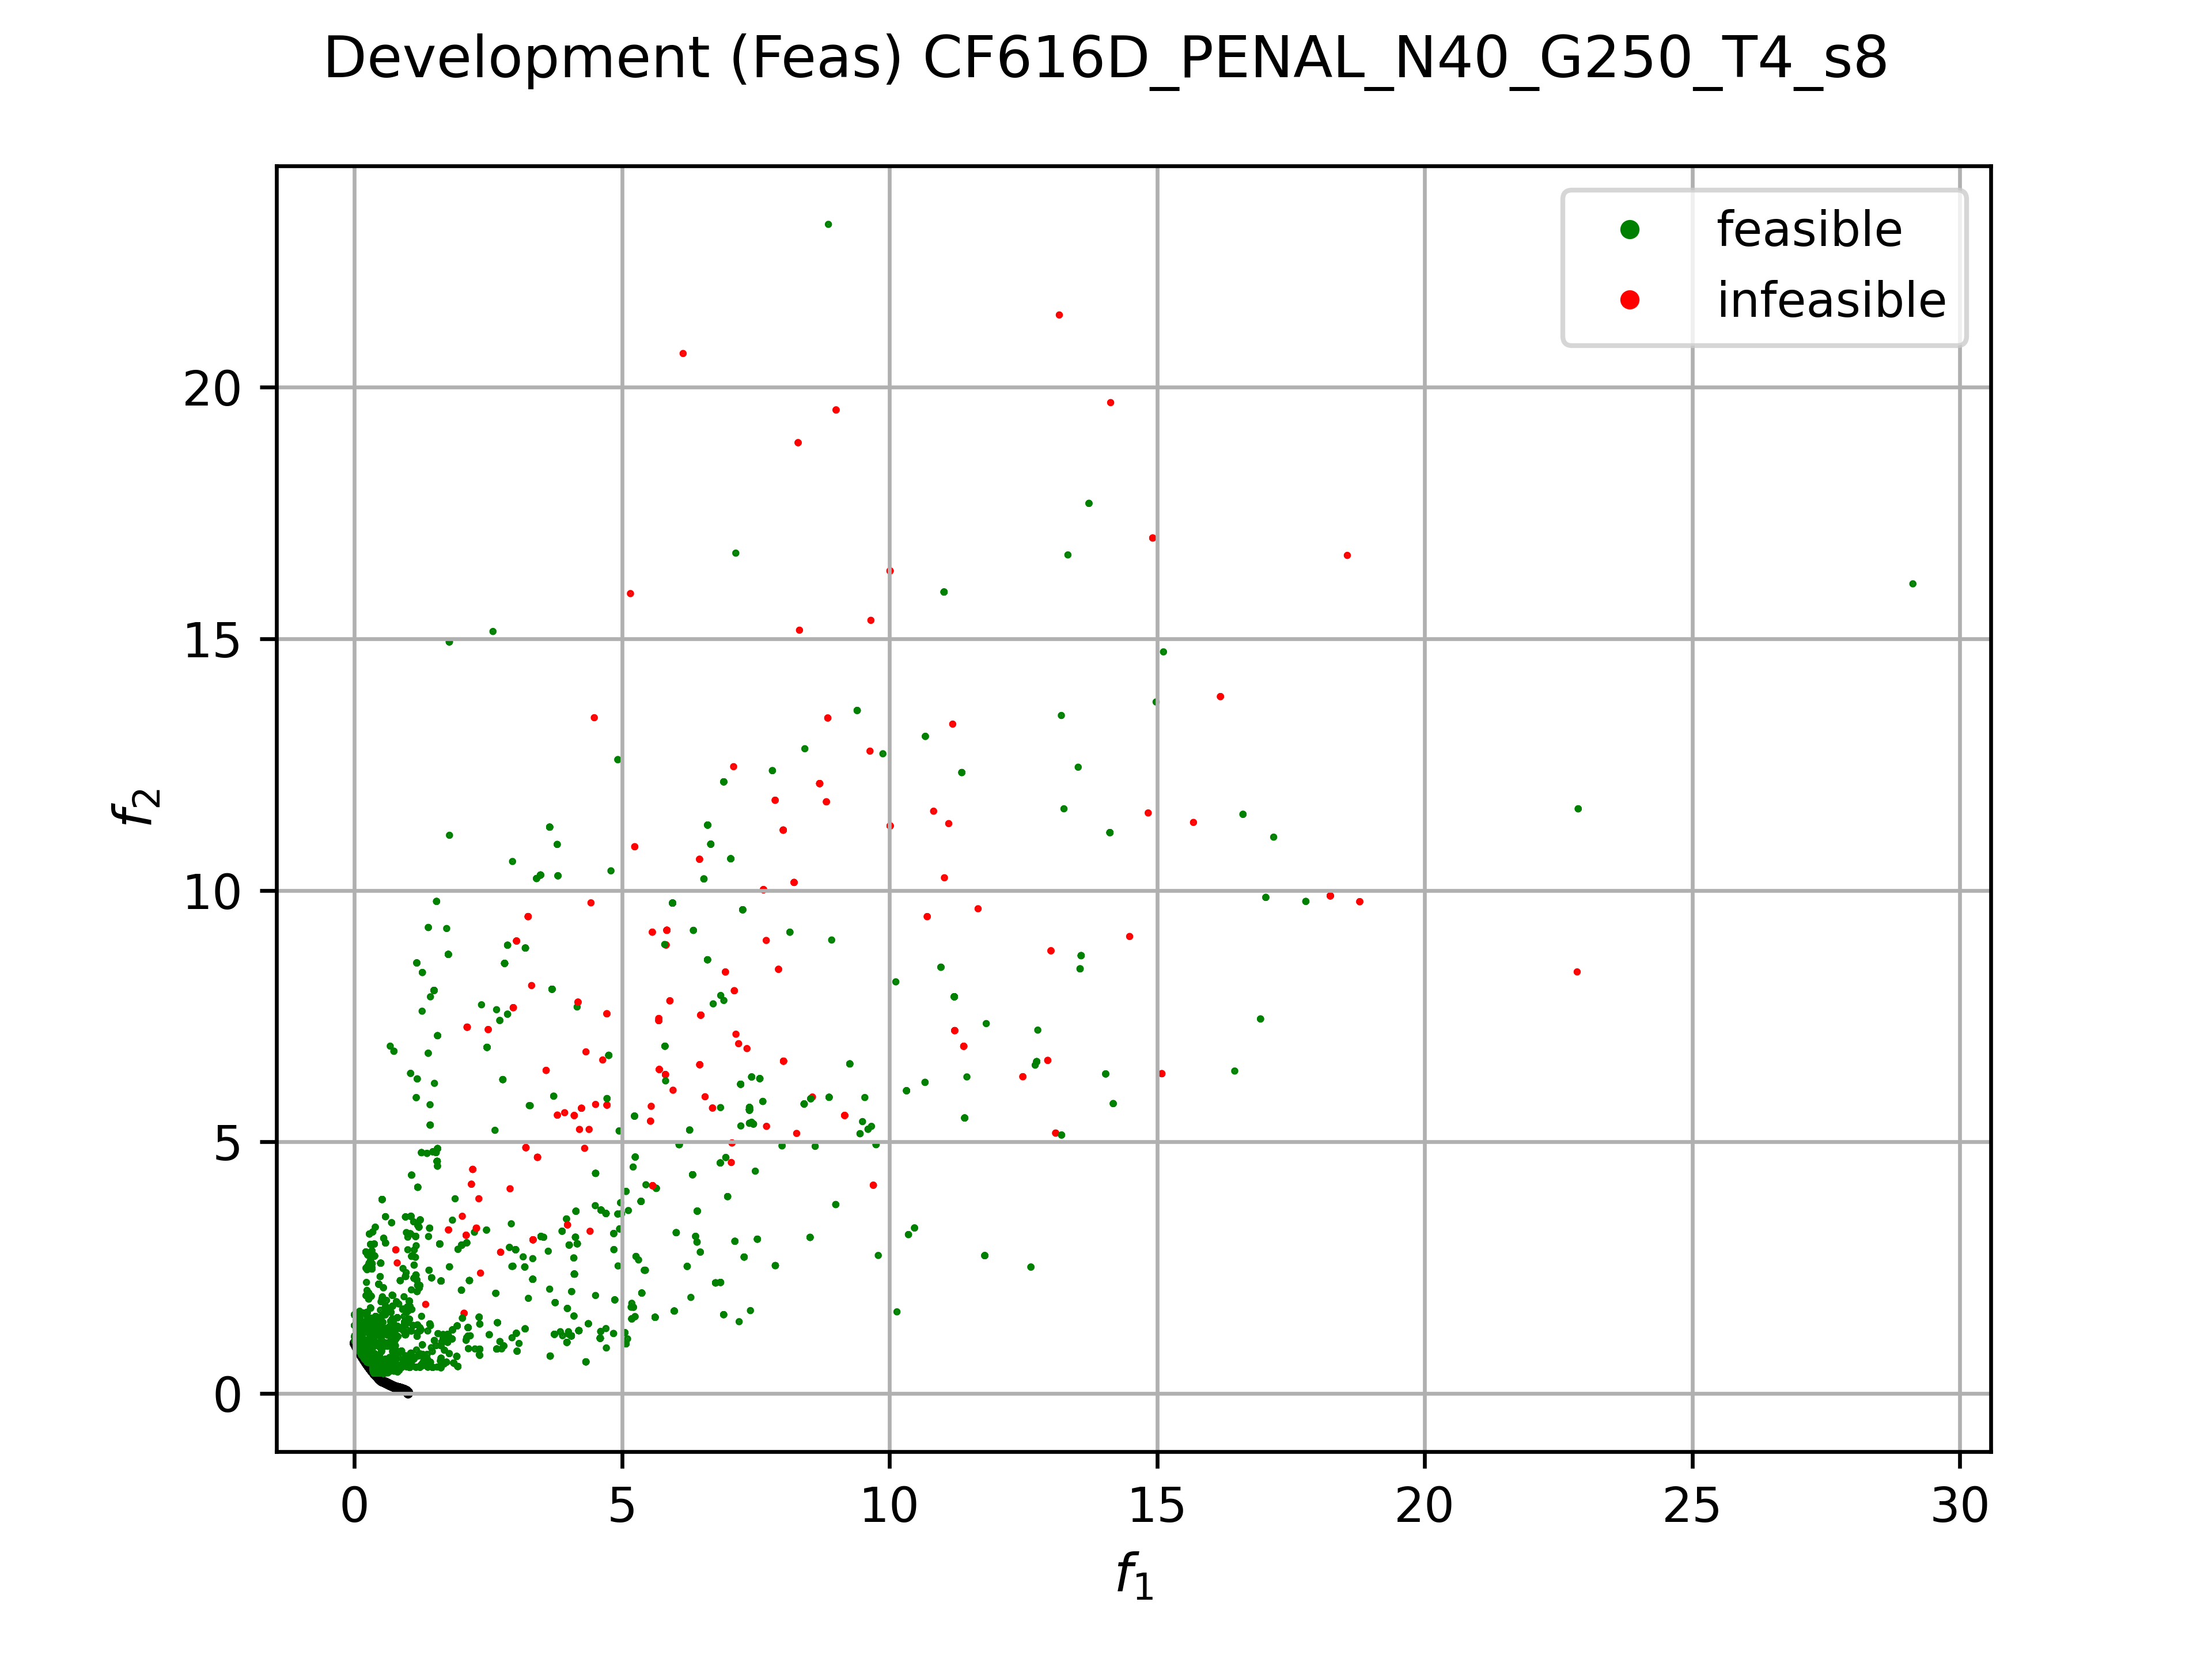 Development (Feas) CF616D_PENAL_N40_G250_T4_s8
feasible
infeasible
20
15
10
5
0
f2
0 5 10 15 20 25 30
f1